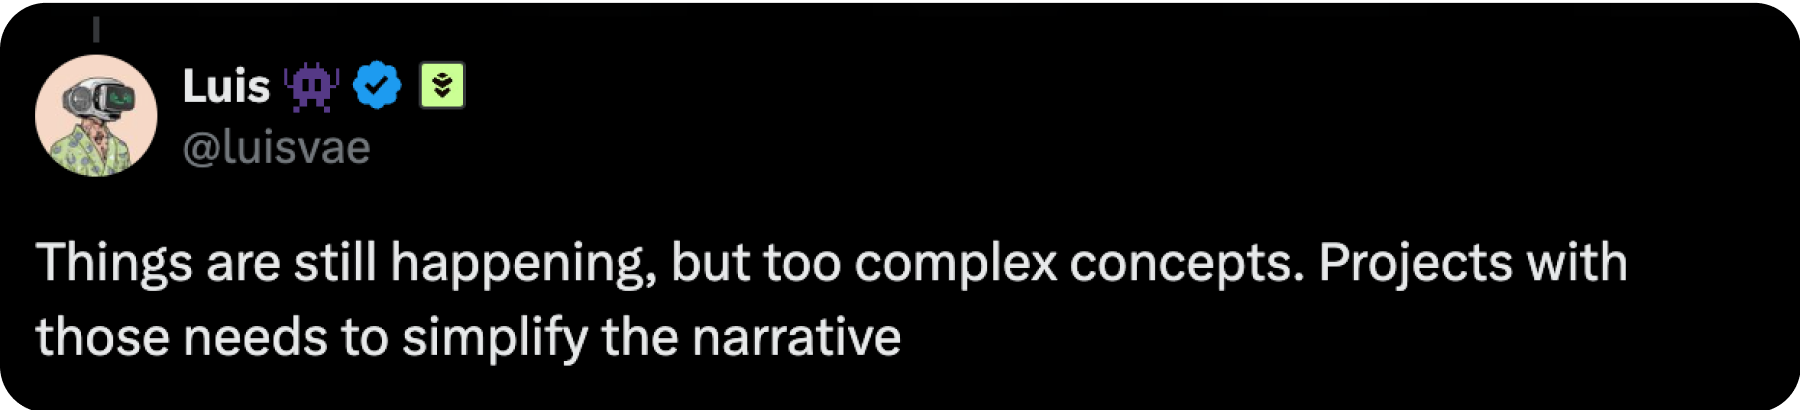 Luis
@luisvae
Things are still happening, but too complex concepts. Projects with
those needs to simplify the narrative